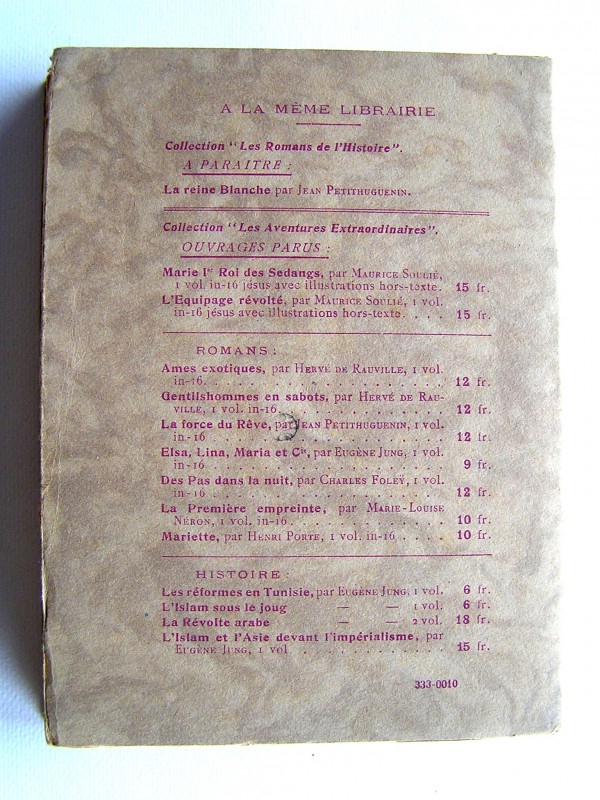 A LA MÊME LIBRAIRIE
Collection "Les Romans de l'Histoire".
A PARAITRE :
La reine Blanche par JEAN PETITHUGUENIN.
Collection "Les Aventures Extraordinaires".
OUVRAGES PARUS :
Marie Ier Roi des Sedangs, par MAURICE SOULIÉ,
1 vol. in-16 jésus avec illustrations hors-texte. 15 fr.
L'Equipage révolté, par MAURICE SOULIÉ, 1 vol.
in-16 jésus avec illustrations hors-texte. . . . 15 fr.
ROMANS :
Ames exotiques, par HERVÉ DE RAUVILLE, 1 vol.
in-16. . . . . . . . . . . . . . . . . 12 fr.
Gentilshommes en sabots, par HERVÉ DE RAU-
VILLE, 1 vol. in-16. . . . . . . . . . . . 12 fr.
La force du Rêve, par JEAN PETITHUGUENIN, 1 vol.
in-16 . . . . . . . . . . . . . . . . . 12 fr.
Elsa, Lina, Maria et Cie, par EUGÈNE JUNG, 1 vol.
in-16 . . . . . . . . . . . . . . . . . 9 fr.
Des Pas dans la nuit, par CHARLES FOLEŸ, 1 vol.
in-16 . . . . . . . . . . . . . . . . . 12 fr.
La Première empreinte, par MARIE-LOUISE
NÉRON, 1 vol. in-16. . . . . . . . . . . 10 fr.
Mariette, par HENRI PORTE, 1 vol. in-16. . . . 10 fr.
HISTOIRE :
Les réformes en Tunisie, par EUGÈNE JUNG, 1 vol. 6 fr.
L'Islam sous le joug — — 1 vol. 6 fr.
La Révolte arabe — — 2 vol. 18 fr.
L'Islam et l'Asie devant l'impérialisme, par
EUGÈNE JUNG, 1 vol . . . . . . . . . . . 15 fr.
333-0010